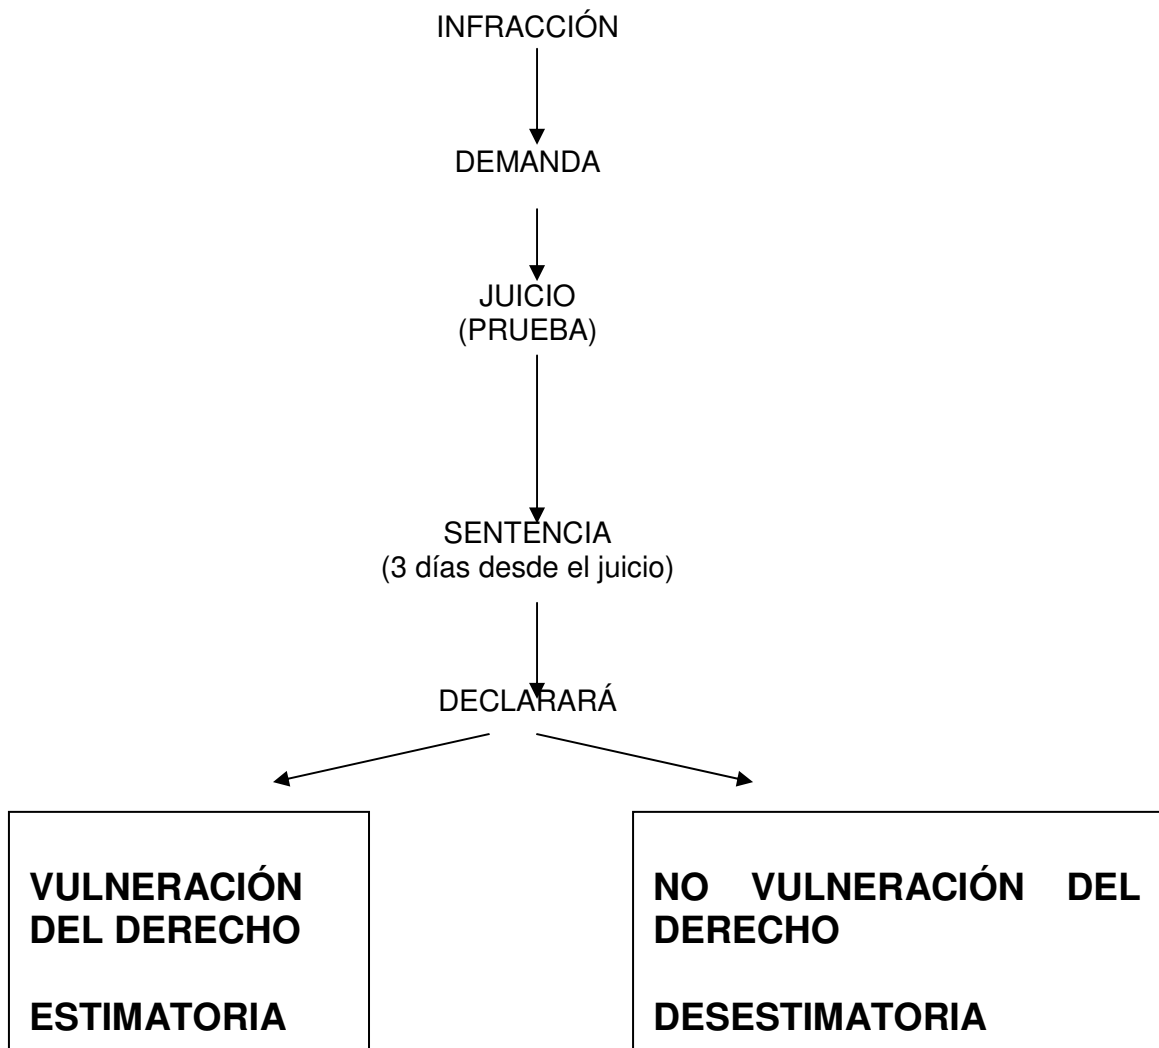 INFRACCIÓN
DEMANDA
JUICIO
(PRUEBA)
SENTENCIA
(3 días desde el juicio)
DECLARARÁ
VULNERACIÓN
DEL DERECHO
ESTIMATORIA
NO VULNERACIÓN DEL
DERECHO
DESESTIMATORIA